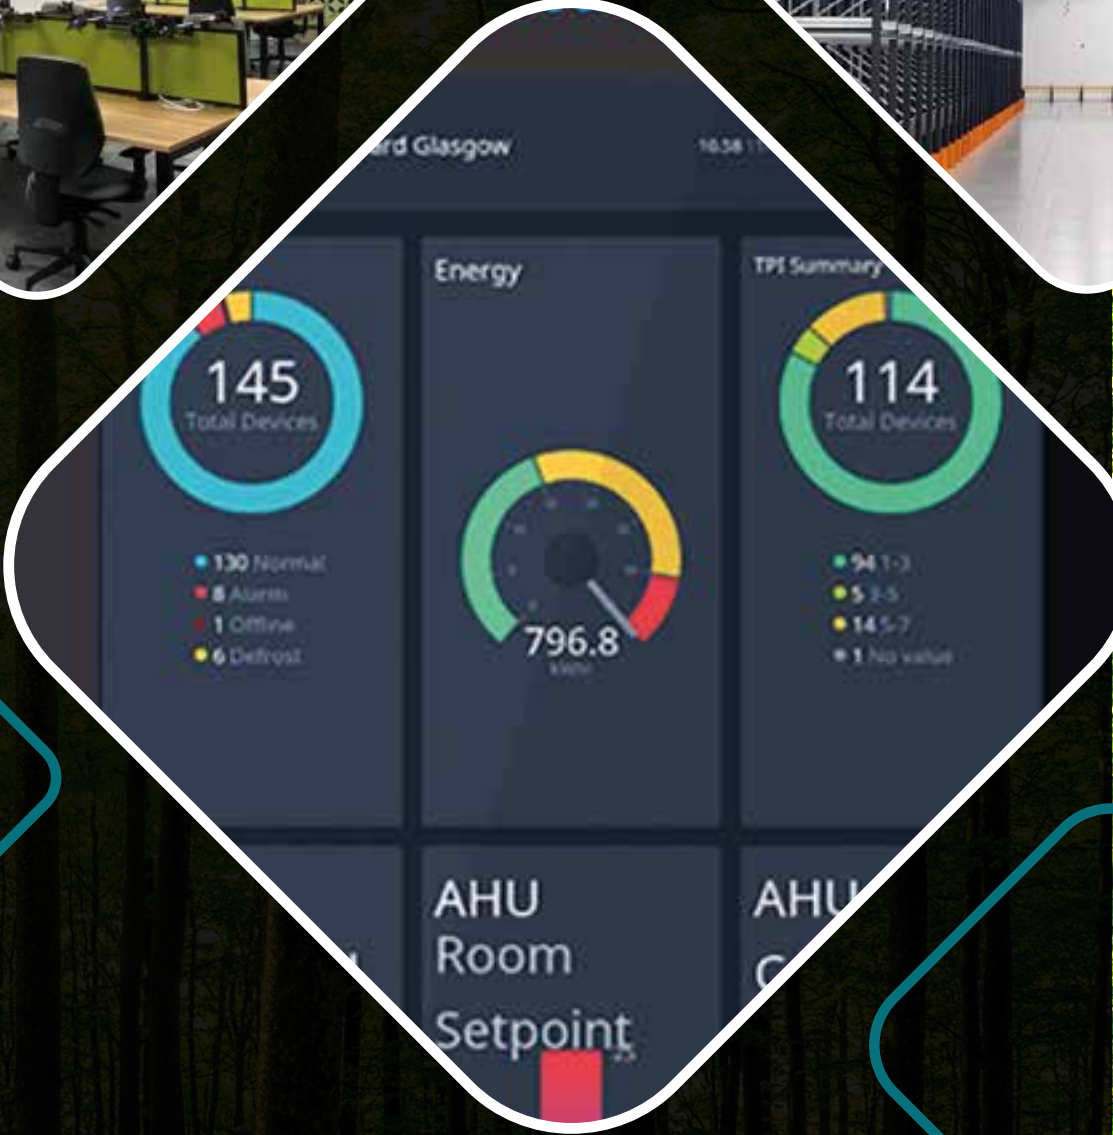 Glasgow
10.58
Energy
TPI Summary
145
Total Devices
114
Total Devices
130 Normal
8 Alarm
1 Offline
6 Defrost
796.8
94 1-3
5 3-5
14 5-7
1 No value
AHU
Room
Setpoint
25
AHU